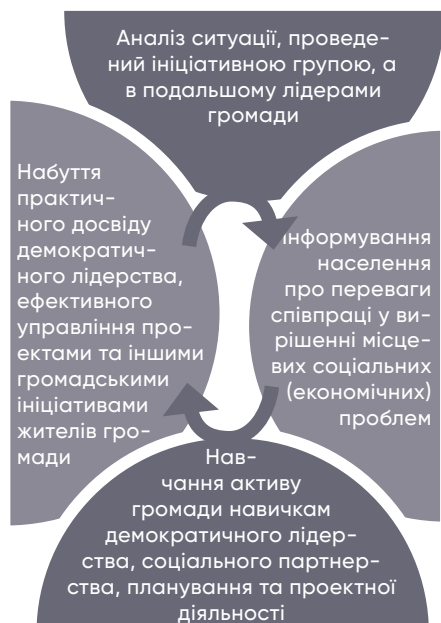 Аналіз ситуації, проведе-
ний ініціативною групою, а
в подальшому лідерами
громади
Набуття
практич-
ного досвіду
демократич-
ного лідерства,
ефективного
управління про-
ектами та іншими
громадськими
ініціативами
жителів гро-
мади
Інформування
населення
про переваги
співпраці у ви-
рішенні місце-
вих соціальних
(економічних)
проблем
Нав-
чання активу
громади навичкам
демократичного лідер-
ства, соціального партнер-
ства, планування та проектної
діяльності